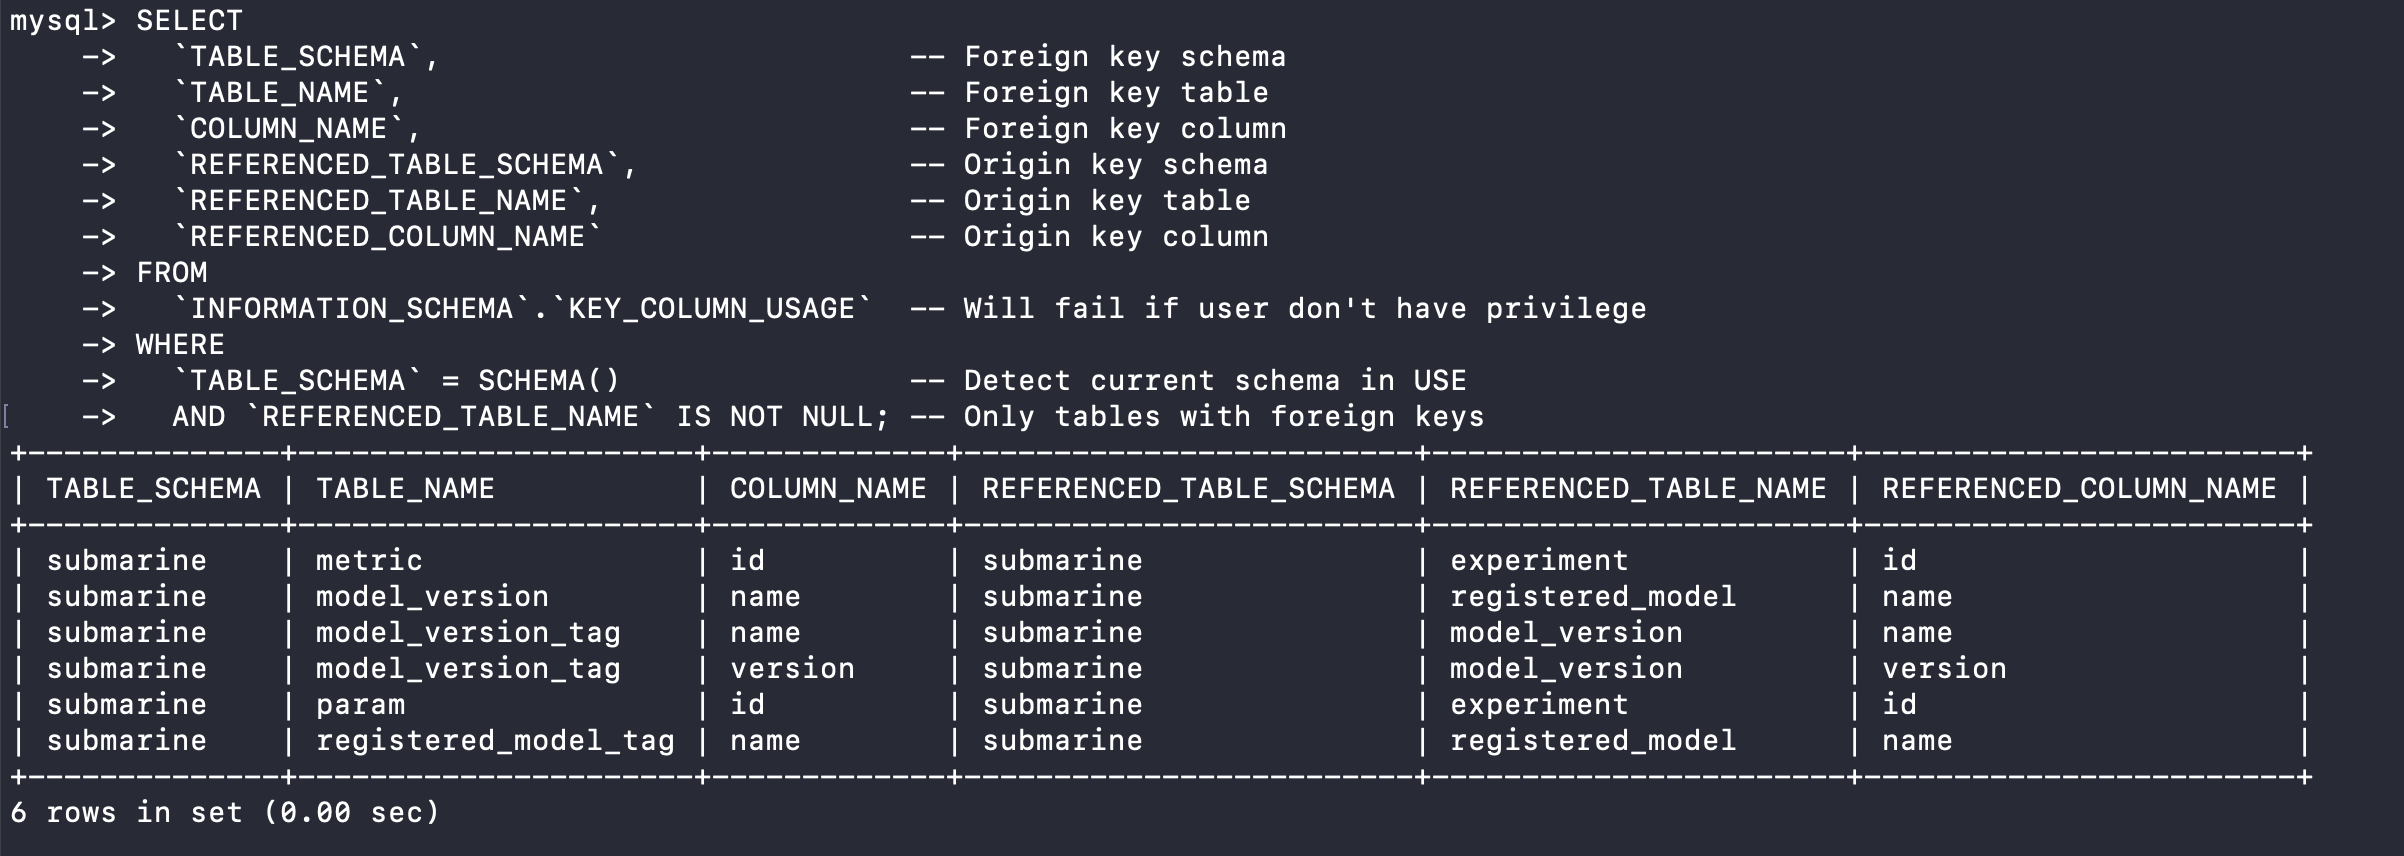 mysql> SELECT
    ->   `TABLE_SCHEMA`,                          -- Foreign key schema
    ->   `TABLE_NAME`,                            -- Foreign key table
    ->   `COLUMN_NAME`,                           -- Foreign key column
    ->   `REFERENCED_TABLE_SCHEMA`,               -- Origin key schema
    ->   `REFERENCED_TABLE_NAME`,                 -- Origin key table
    ->   `REFERENCED_COLUMN_NAME`                 -- Origin key column
    -> FROM
    ->   `INFORMATION_SCHEMA`.`KEY_COLUMN_USAGE`  -- Will fail if user don't have privilege
    -> WHERE
    ->   `TABLE_SCHEMA` = SCHEMA()                -- Detect current schema in USE
[    ->   AND `REFERENCED_TABLE_NAME` IS NOT NULL; -- Only tables with foreign keys
+--------------+----------------------+-------------+-------------------------+-----------------------+------------------------+
| TABLE_SCHEMA | TABLE_NAME           | COLUMN_NAME | REFERENCED_TABLE_SCHEMA | REFERENCED_TABLE_NAME | REFERENCED_COLUMN_NAME |
+--------------+----------------------+-------------+-------------------------+-----------------------+------------------------+
| submarine    | metric               | id          | submarine               | experiment            | id                     |
| submarine    | model_version        | name        | submarine               | registered_model      | name                   |
| submarine    | model_version_tag    | name        | submarine               | model_version         | name                   |
| submarine    | model_version_tag    | version     | submarine               | model_version         | version                |
| submarine    | param                | id          | submarine               | experiment            | id                     |
| submarine    | registered_model_tag | name        | submarine               | registered_model      | name                   |
+--------------+----------------------+-------------+-------------------------+-----------------------+------------------------+
6 rows in set (0.00 sec)